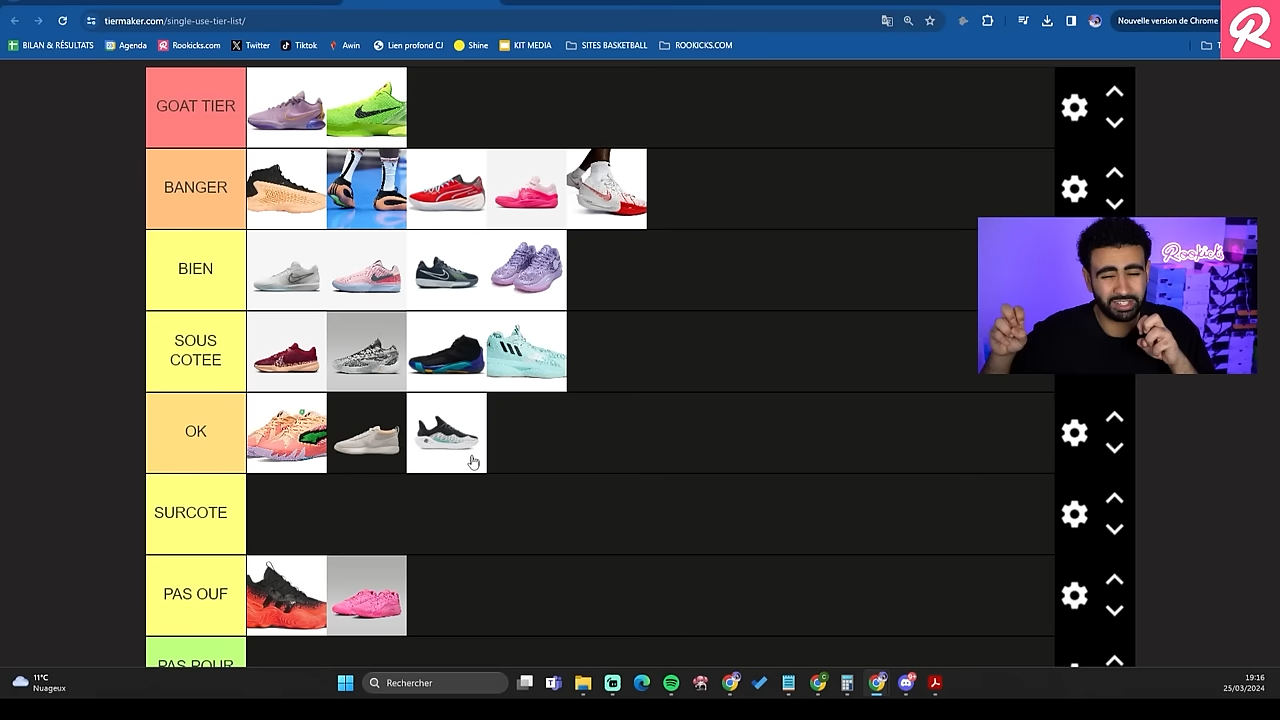 tiermaker.com/single-use-tier-list/
Nouvelle version de Chrome
R
BILAN & RÉSULTATS
Agenda
Rookicks.com
Twitter
Tiktok
Awin
Lien profond CJ
Shine
KIT MEDIA
SITES BASKETBALL
ROOKICKS.COM
GOAT TIER
BANGER
BIEN
Rookicks
SOUS
COTEE
OK
SURCOTE
PAS OUF
PAS POUR
11°C
Nuageux
Rechercher
19:16
25/03/2024